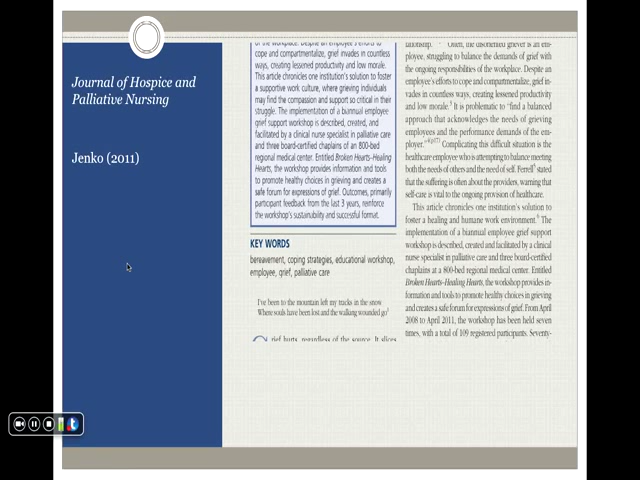 Journal of Hospice and
Palliative Nursing
Jenko (2011)
of the workplace. Despite an employee's efforts to
cope and compartmentalize, grief invades in countless
ways, creating lessened productivity and low morale.
This article chronicles one institution's solution to foster
a supportive work culture, where grieving individuals
may find the compassion and support so critical in their
struggle. The implementation of a biannual employee
grief support workshop is described, created, and
facilitated by a clinical nurse specialist in palliative care
and three board-certified chaplains of an 800-bed
regional medical center. Entitled Broken Hearts–Healing
Hearts, the workshop provides information and tools
to promote healthy choices in grieving and creates a
safe forum for expressions of grief. Outcomes, primarily
participant feedback from the last 3 years, reinforce
the workshop's sustainability and successful format.
KEY WORDS
bereavement, coping strategies, educational workshop,
employee, grief, palliative care
I've been to the mountain left my tracks in the snow
Where souls have been lost and the walking wounded go
rief hurts, regardless of the source. It slices
lationship. Often, the disoriented griever is an em-
ployee, struggling to balance the demands of grief with
the ongoing responsibilities of the workplace. Despite an
employee's efforts to cope and compartmentalize, grief in-
vades in countless ways, creating lessened productivity
and low morale. It is problematic to "find a balanced
approach that acknowledges the needs of grieving
employees and the performance demands of the em-
ployer." Complicating this difficult situation is the
healthcare employee who is attempting to balance meeting
both the needs of others and the need of self. Ferrell stated
that the suffering is often about the providers, warning that
self-care is vital to the ongoing provision of healthcare.
This article chronicles one institution's solution to
foster a healing and humane work environment. The
implementation of a biannual employee grief support
workshop is described, created and facilitated by a clinical
nurse specialist in palliative care and three board-certified
chaplains at a 800-bed regional medical center. Entitled
Broken Hearts–Healing Hearts, the workshop provides in-
formation and tools to promote healthy choices in grieving
and creates a safe forum for expressions of grief. From April
2008 to April 2011, the workshop has been held seven
times, with a total of 109 registered participants. Seventy-